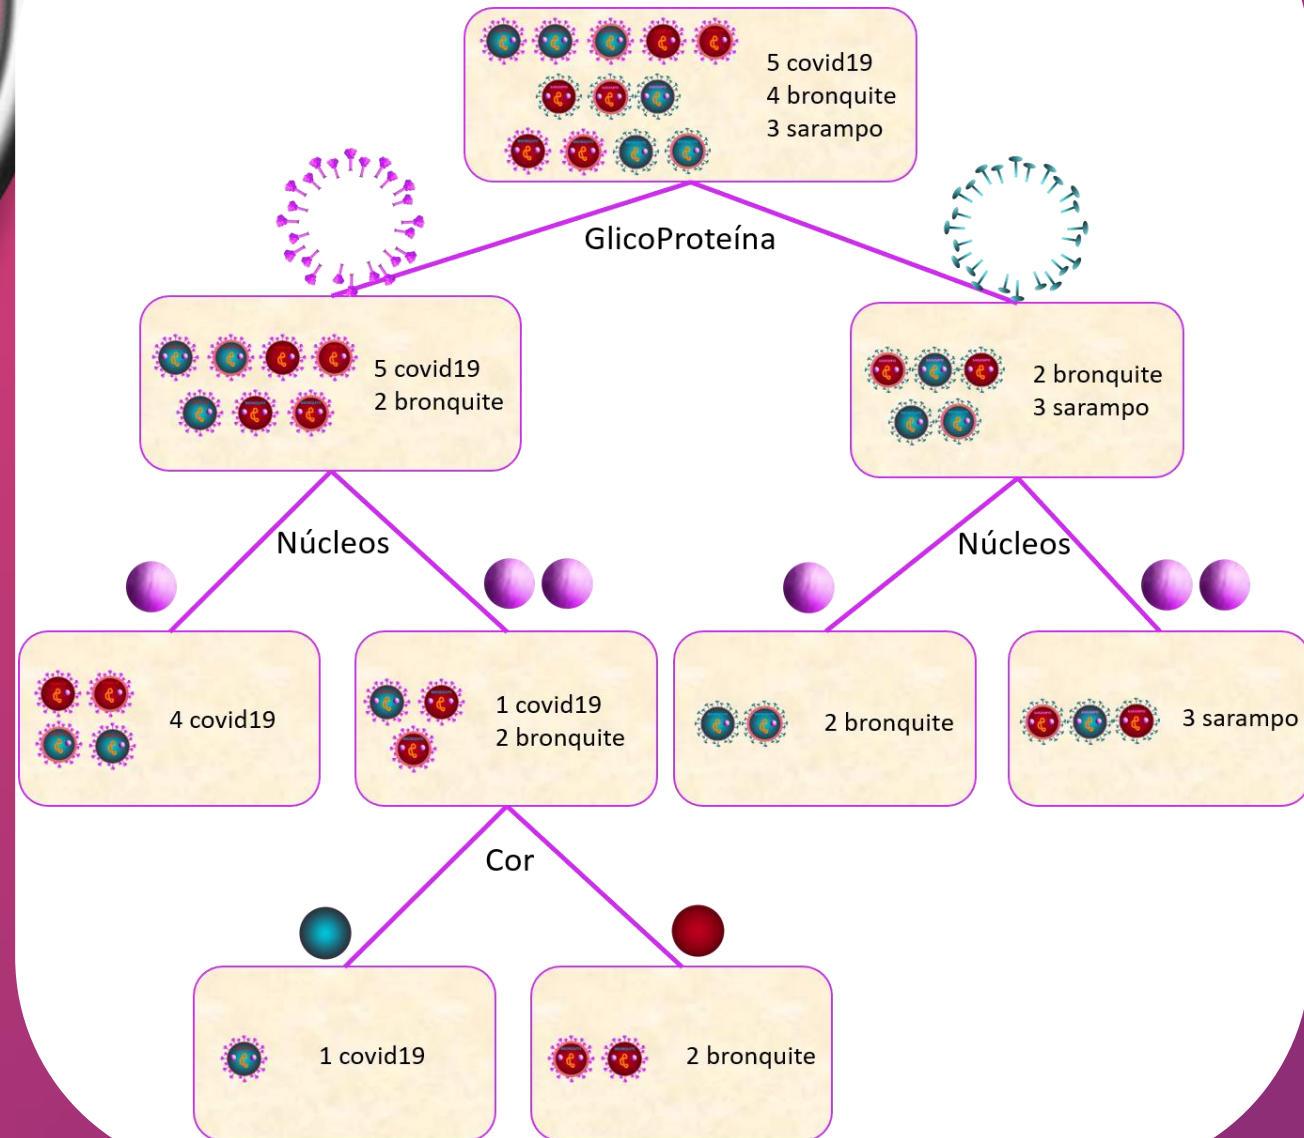 5 covid19
4 bronquite
3 sarampo
GlicoProteína
5 covid19
2 bronquite
2 bronquite
3 sarampo
Núcleos
Núcleos
4 covid19
1 covid19
2 bronquite
2 bronquite
3 sarampo
Cor
1 covid19
2 bronquite